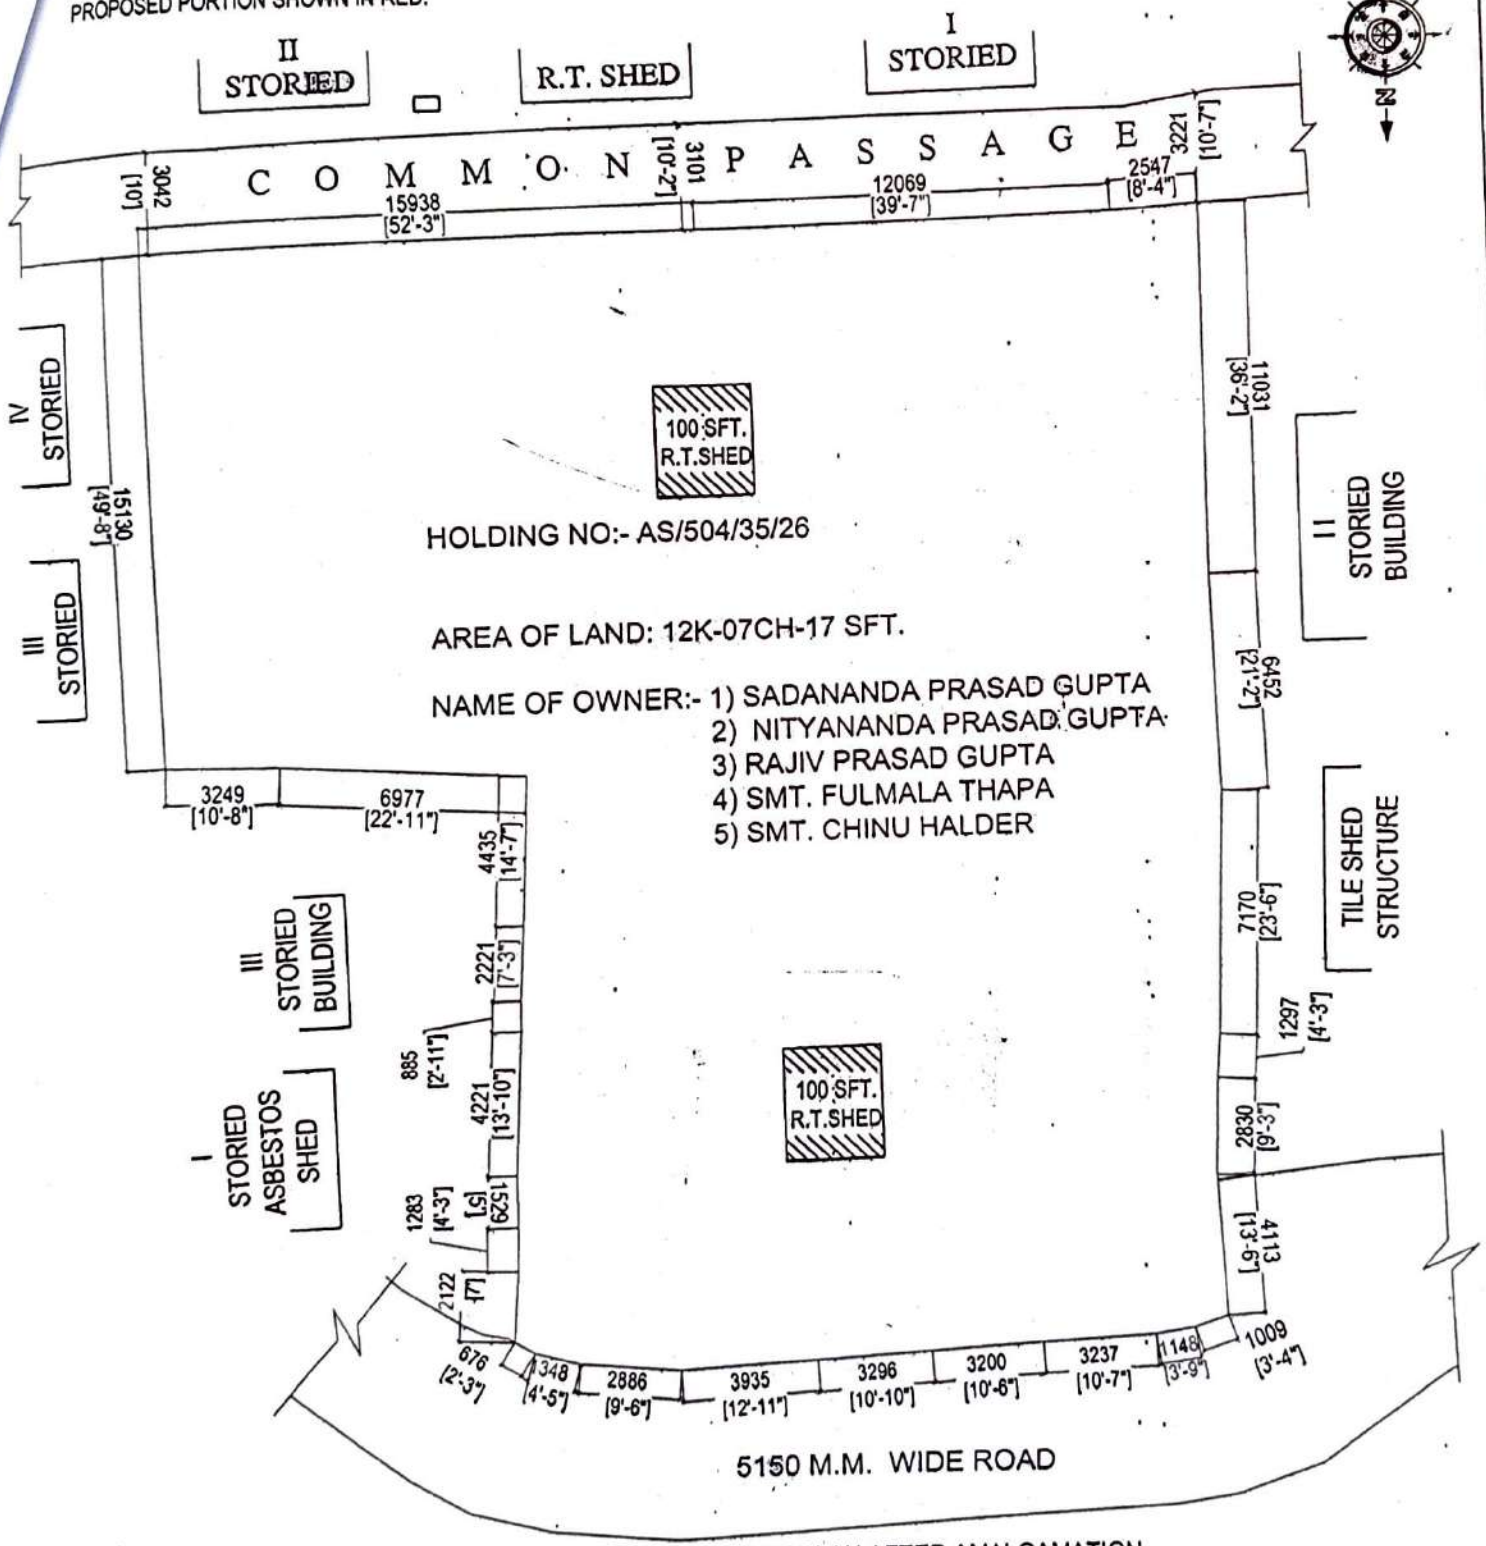 PROPOSED PORTION SHOWN IN RED.
II
STORIED
R.T. SHED
I
STORIED
N
COMMON PASSAGE
3042
[10']
15938
[52'-3"]
3101
[10'-2"]
12069
[39'-7"]
2547
[8'-4"]
3221
[10'-7"]
IV
STORIED
15130
[49'-8"]
III
STORIED
11031
[36'-2"]
II
STORIED
BUILDING
100 SFT.
R.T.SHED
HOLDING NO:- AS/504/35/26
AREA OF LAND: 12K-07CH-17 SFT.
NAME OF OWNER:- 1) SADANANDA PRASAD GUPTA
2) NITYANANDA PRASAD GUPTA
3) RAJIV PRASAD GUPTA
4) SMT. FULMALA THAPA
5) SMT. CHINU HALDER
6452
[21'-2"]
3249
[10'-8"]
6977
[22'-11"]
4435
[14'-7"]
TILE SHED
STRUCTURE
7170
[23'-6"]
III
STORIED
BUILDING
2221
[7'-3"]
885
[2'-11"]
1297
[4'-3"]
4221
[13'-10"]
100 SFT.
R.T.SHED
2830
[9'-3"]
I
STORIED
ASBESTOS
SHED
1529
[5']
1283
[4'-3"]
4113
[13'-6"]
2122
[7']
676
[2'-3"]
1348
[4'-5"]
2886
[9'-6"]
3935
[12'-11"]
3296
[10'-10"]
3200
[10'-6"]
3237
[10'-7"]
1148
[3'-9"]
1009
[3'-4"]
5150 M.M. WIDE ROAD
AFTER AMALGAMATION